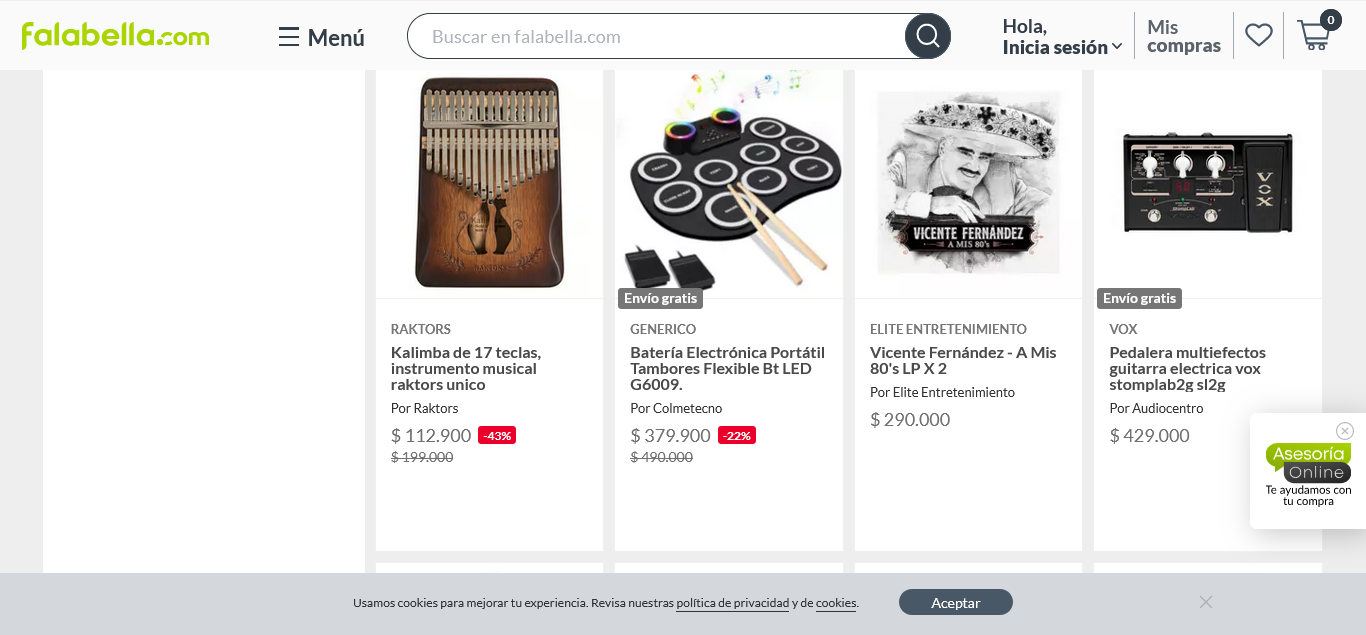 falabella.com
Menú
Buscar en falabella.com
Hola,
Inicia sesión
Mis
compras
0
VICENTE FERNÁNDEZ
A MIS 80's
VOX
Envío gratis
Envío gratis
RAKTORS
Kalimba de 17 teclas,
instrumento musical
raktors unico
Por Raktors
$ 112.900 -43%
$ 199.000
GENERICO
Batería Electrónica Portátil
Tambores Flexible Bt LED
G6009.
Por Colmetecno
$ 379.900 -22%
$ 490.000
ELITE ENTRETENIMIENTO
Vicente Fernández - A Mis
80's LP X 2
Por Elite Entretenimiento
$ 290.000
VOX
Pedalera multiefectos
guitarra electrica vox
stomplab2g sl2g
Por Audiocentro
$ 429.000
Asesoría
Online
Te ayudamos con
tu compra
Usamos cookies para mejorar tu experiencia. Revisa nuestras política de privacidad y de cookies.
Aceptar